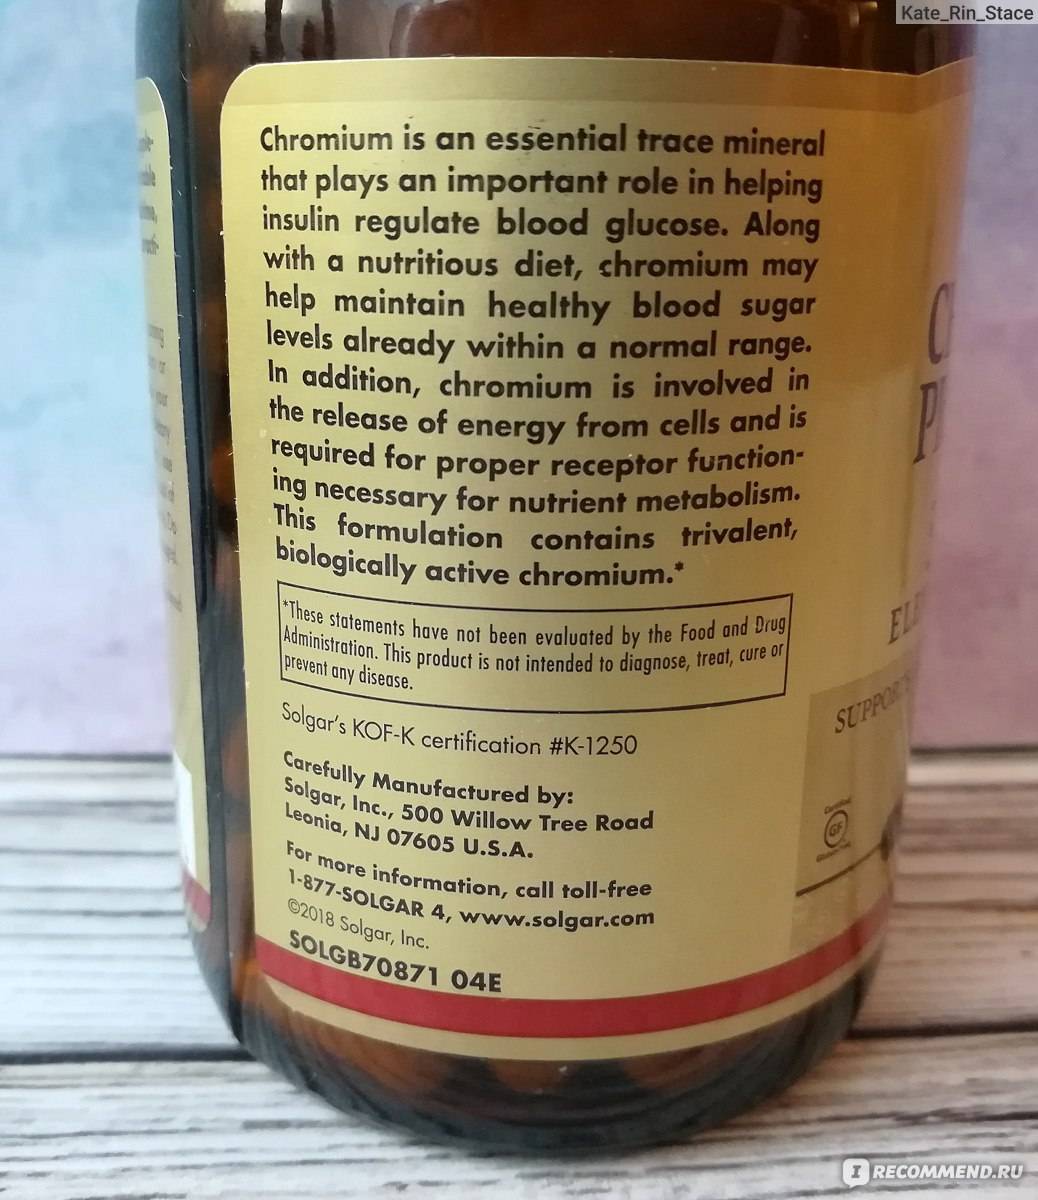 Kate_Rin_Stace
Chromium is an essential trace mineral
that plays an important role in helping
insulin regulate blood glucose. Along
with a nutritious diet, chromium may
help maintain healthy blood sugar
levels already within a normal range.
In addition, chromium is involved in
the release of energy from cells and is
required for proper receptor function-
ing necessary for nutrient metabolism.
This formulation contains trivalent,
biologically active chromium.*
*These statements have not been evaluated by the Food and Drug
Administration. This product is not intended to diagnose, treat, cure or
prevent any disease.
Solgar's KOF-K certification #K-1250
Carefully Manufactured by:
Solgar, Inc., 500 Willow Tree Road
Leonia, NJ 07605 U.S.A.
For more information, call toll-free
1-877-SOLGAR 4, www.solgar.com
©2018 Solgar, Inc.
SOLGB70871 04E
GF
RECOMMEND.RU